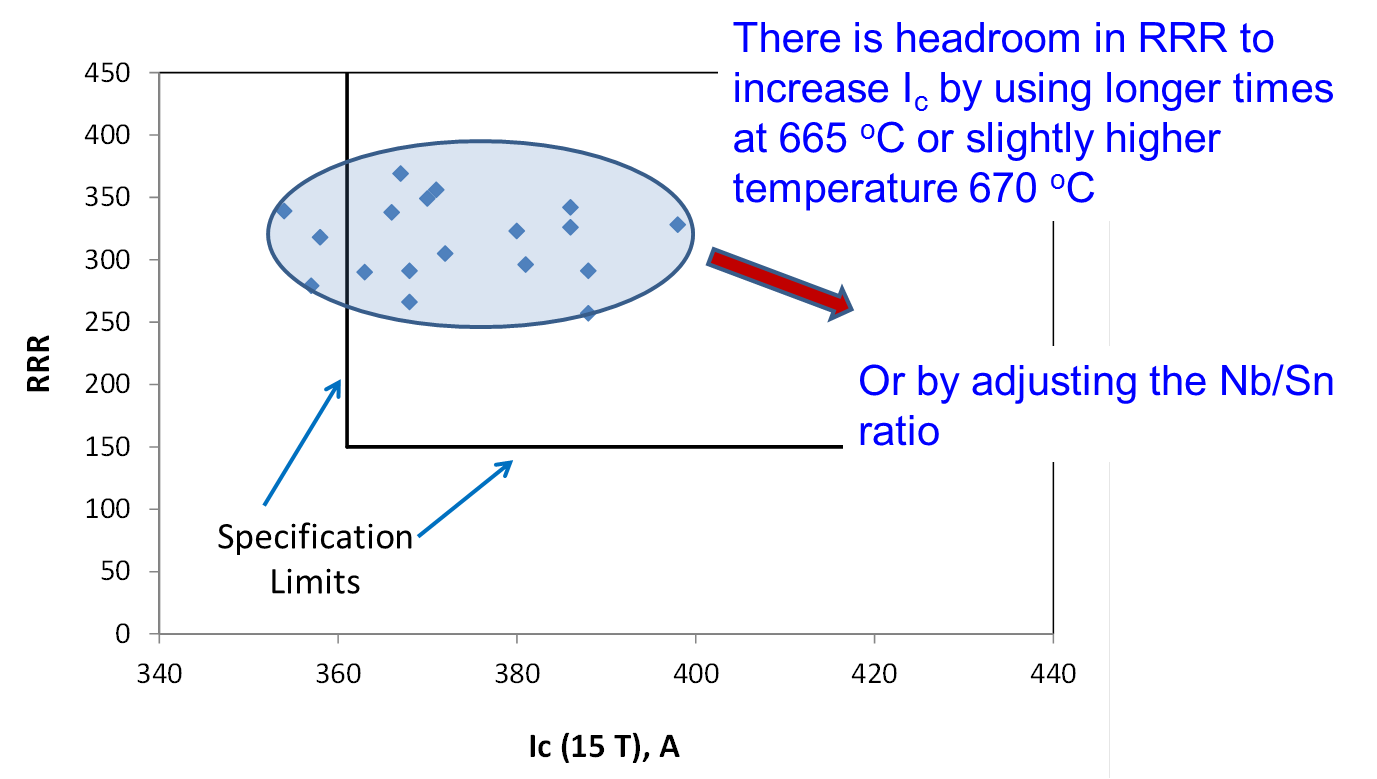 There is headroom in RRR to
increase Ic by using longer times
at 665 oC or slightly higher
temperature 670 oC
450
400
350
300
250
200
150
100
50
0
RRR
Or by adjusting the Nb/Sn
ratio
Specification
Limits
340 360 380 400 420 440
Ic (15 T), A